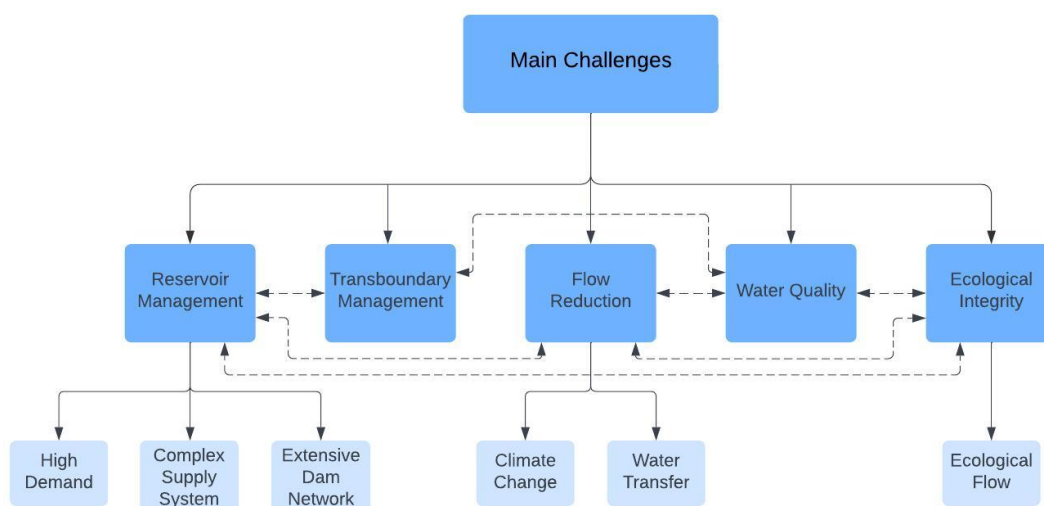 Main Challenges
Reservoir
Management
Transboundary
Management
Flow
Reduction
Water Quality
Ecological
Integrity
High
Demand
Complex
Supply
System
Extensive
Dam
Network
Climate
Change
Water
Transfer
Ecological
Flow